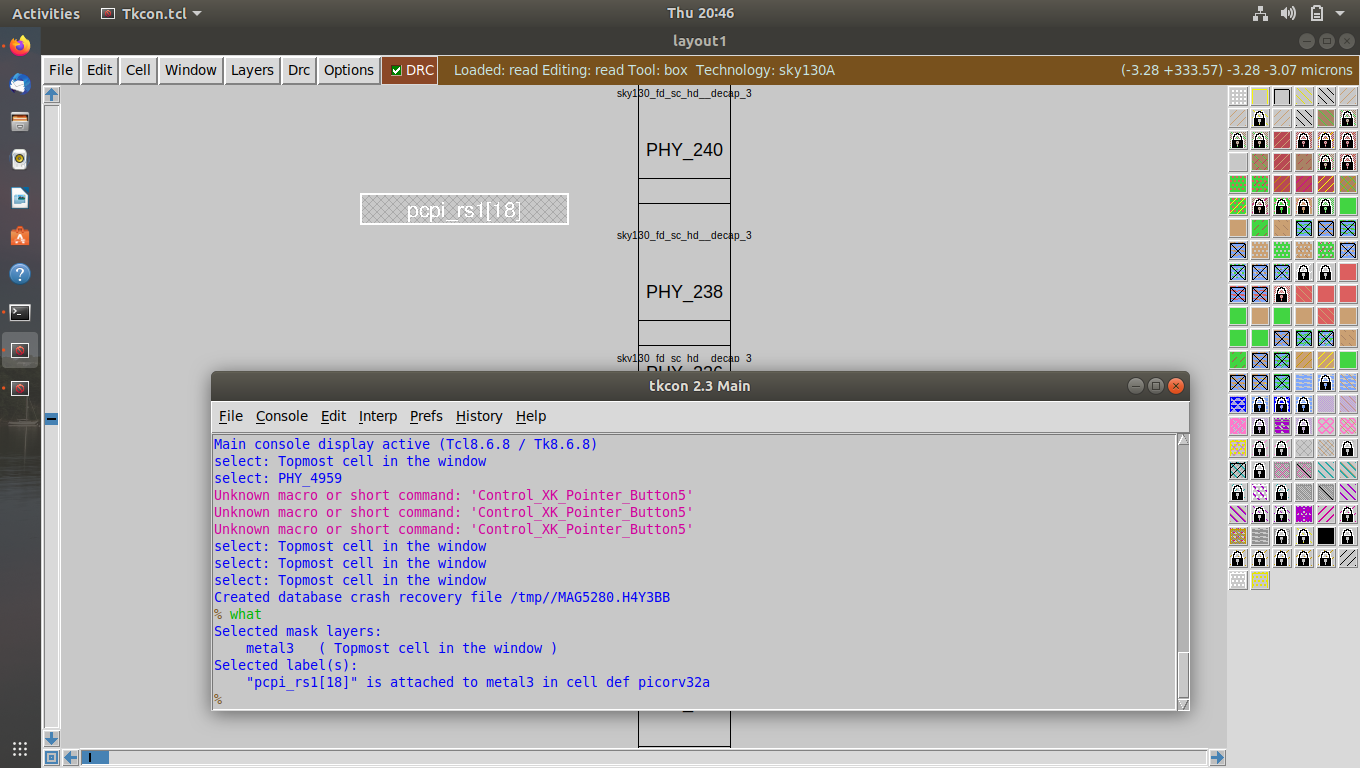 Activities Tkcon.tcl Thu 20:46
layout1
File Edit Cell Window Layers Drc Options DRC Loaded: read Editing: read Tool: box Technology: sky130A (-3.28 +333.57) -3.28 -3.07 microns
sky130_fd_sc_hd__decap_3
PHY_240
pcpi_rs1[18]
sky130_fd_sc_hd__decap_3
PHY_238
sky130_fd_sc_hd__decap_3
tkcon 2.3 Main
File Console Edit Interp Prefs History Help
Main console display active (Tcl8.6.8 / Tk8.6.8)
select: Topmost cell in the window
select: PHY_4959
Unknown macro or short command: 'Control_XK_Pointer_Button5'
Unknown macro or short command: 'Control_XK_Pointer_Button5'
Unknown macro or short command: 'Control_XK_Pointer_Button5'
select: Topmost cell in the window
select: Topmost cell in the window
select: Topmost cell in the window
Created database crash recovery file /tmp//MAG5280.H4Y3BB
% what
Selected mask layers:
metal3 ( Topmost cell in the window )
Selected label(s):
"pcpi_rs1[18]" is attached to metal3 in cell def picorv32a
%